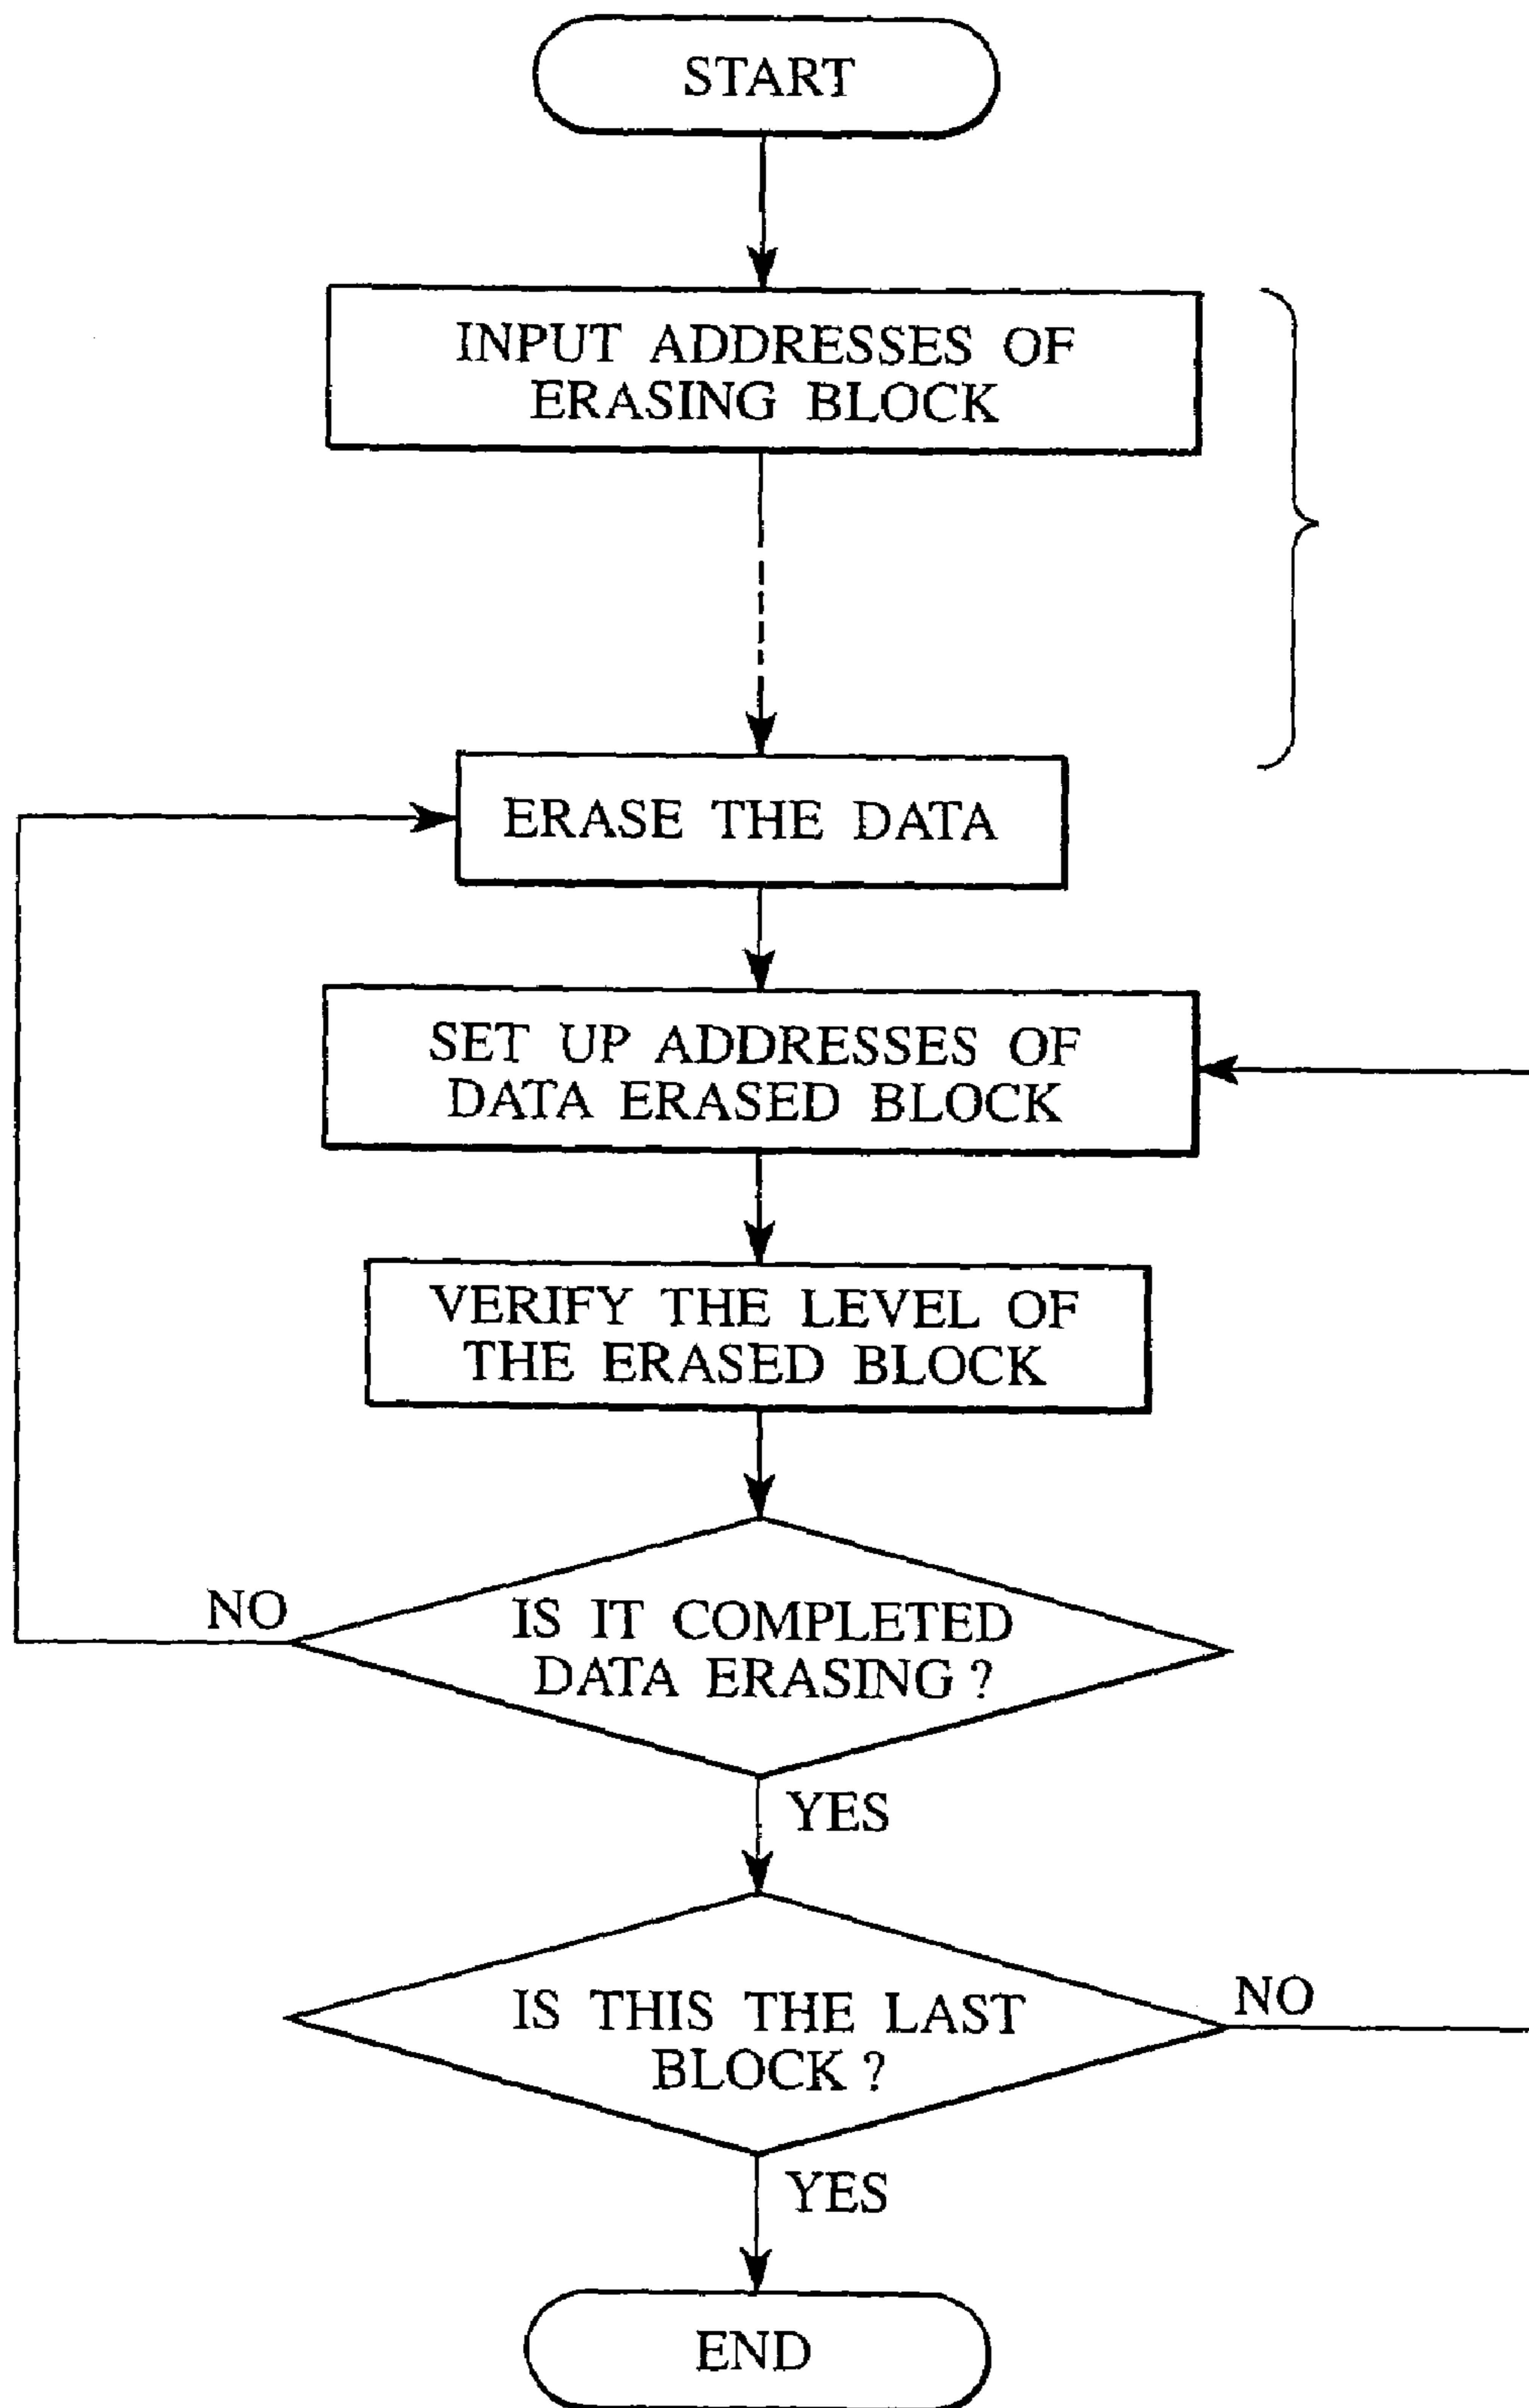 START
INPUT ADDRESSES OF
ERASING BLOCK
ERASE THE DATA
SET UP ADDRESSES OF
DATA ERASED BLOCK
VERIFY THE LEVEL OF
THE ERASED BLOCK
NO
IS IT COMPLETED
DATA ERASING ?
YES
NO
IS THIS THE LAST
BLOCK ?
YES
END